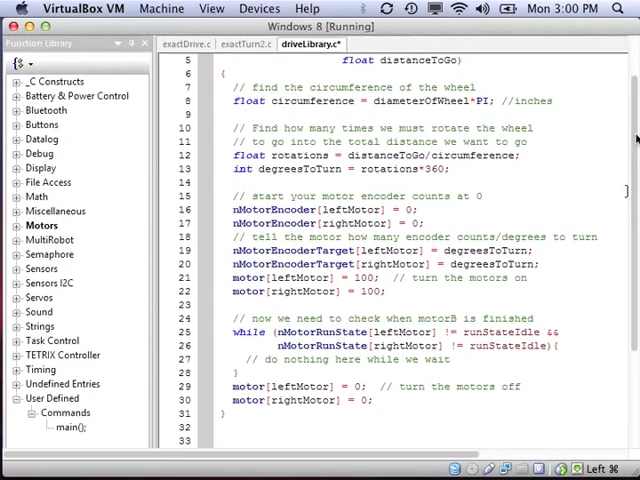 VirtualBox VM Machine View Devices Help Mon 3:00 PM
Windows 8 [Running]
Function Library
exactDrive.c exactTurn2.c driveLibrary.c*
_C Constructs
Battery & Power Control
Bluetooth
Buttons
Datalog
Debug
Display
File Access
Math
Miscellaneous
Motors
MultiRobot
Semaphore
Sensors
Sensors I2C
Servos
Sound
Strings
Task Control
TETRIX Controller
Timing
Undefined Entries
User Defined
Commands
main();
5 float distanceToGo)
6 {
7 // find the circumference of the wheel
8 float circumference = diameterOfWheel*PI; //inches
9
10 // Find how many times we must rotate the wheel
11 // to go into the total distance we want to go
12 float rotations = distanceToGo/circumference;
13 int degreesToTurn = rotations*360;
14
15 // start your motor encoder counts at 0
16 nMotorEncoder[leftMotor] = 0;
17 nMotorEncoder[rightMotor] = 0;
18 // tell the motor how many encoder counts/degrees to turn
19 nMotorEncoderTarget[leftMotor] = degreesToTurn;
20 nMotorEncoderTarget[rightMotor] = degreesToTurn;
21 motor[leftMotor] = 100; // turn the motors on
22 motor[rightMotor] = 100;
23
24 // now we need to check when motorB is finished
25 while (nMotorRunState[leftMotor] != runStateIdle &&
26 nMotorRunState[rightMotor] != runStateIdle){
27 // do nothing here while we wait
28 }
29 motor[leftMotor] = 0; // turn the motors off
30 motor[rightMotor] = 0;
31 }
32
33
Left ⌘